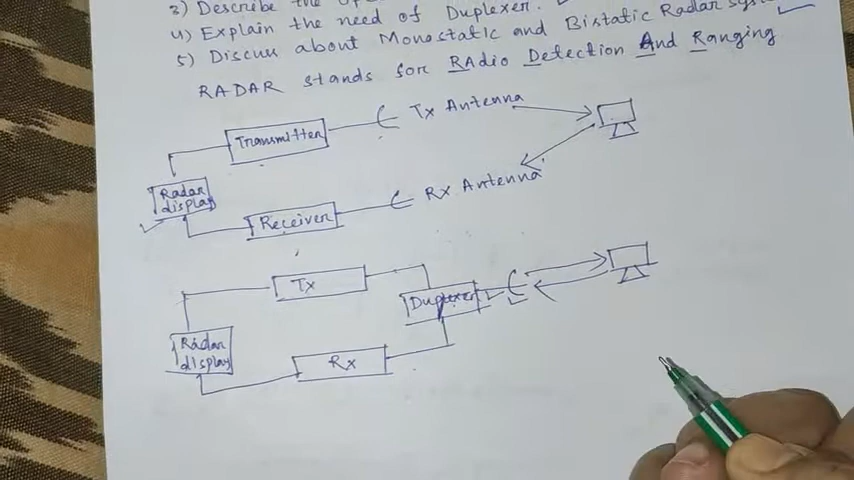 3) Describe the
4) Explain the need of Duplexer.
5) Discuss about Monostatic and Bistatic Radar
RADAR stands for RAdio Detection And Ranging
Transmitter
Tx Antenna
Radar display
Receiver
Rx Antenna
Tx
Duplexer
Radar display
Rx